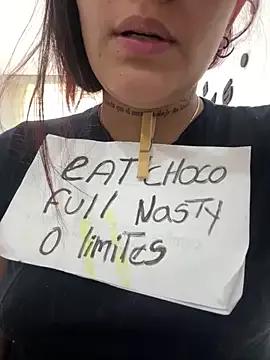 eAT CHOCO
FUll NASTY
0 limiTes